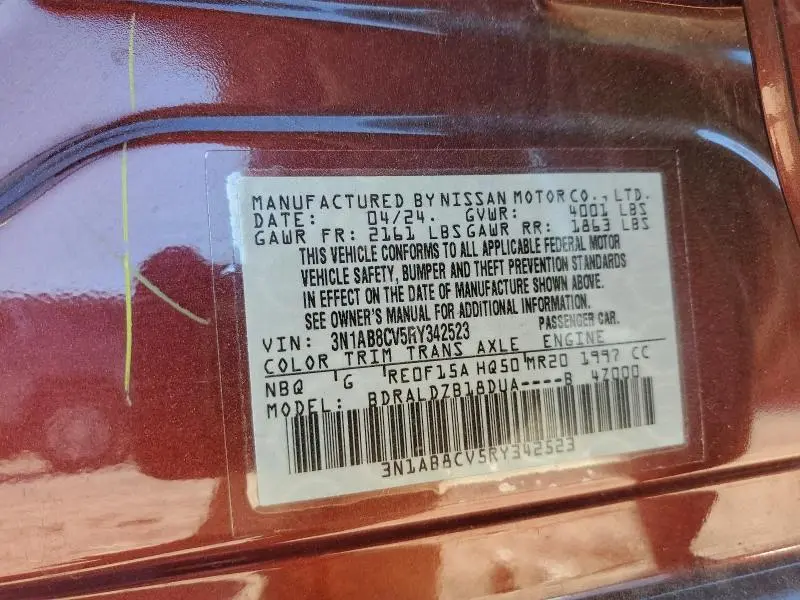 MANUFACTURED BY NISSAN MOTOR CO., LTD.
DATE: 04/24. GVWR: 4001 LBS
GAWR FR: 2161 LBS GAWR RR: 1863 LBS
THIS VEHICLE CONFORMS TO ALL APPLICABLE FEDERAL MOTOR
VEHICLE SAFETY, BUMPER AND THEFT PREVENTION STANDARDS
IN EFFECT ON THE DATE OF MANUFACTURE SHOWN ABOVE.
SEE OWNER'S MANUAL FOR ADDITIONAL INFORMATION.
VIN: 3N1AB8CV5RY342523 PASSENGER CAR.
COLOR TRIM TRANS AXLE ENGINE
NBQ G RE0F15A HQ50 MR20 1997 CC
MODEL: BDRALDZB18DUA----B 47000
3N1AB8CV5RY342523